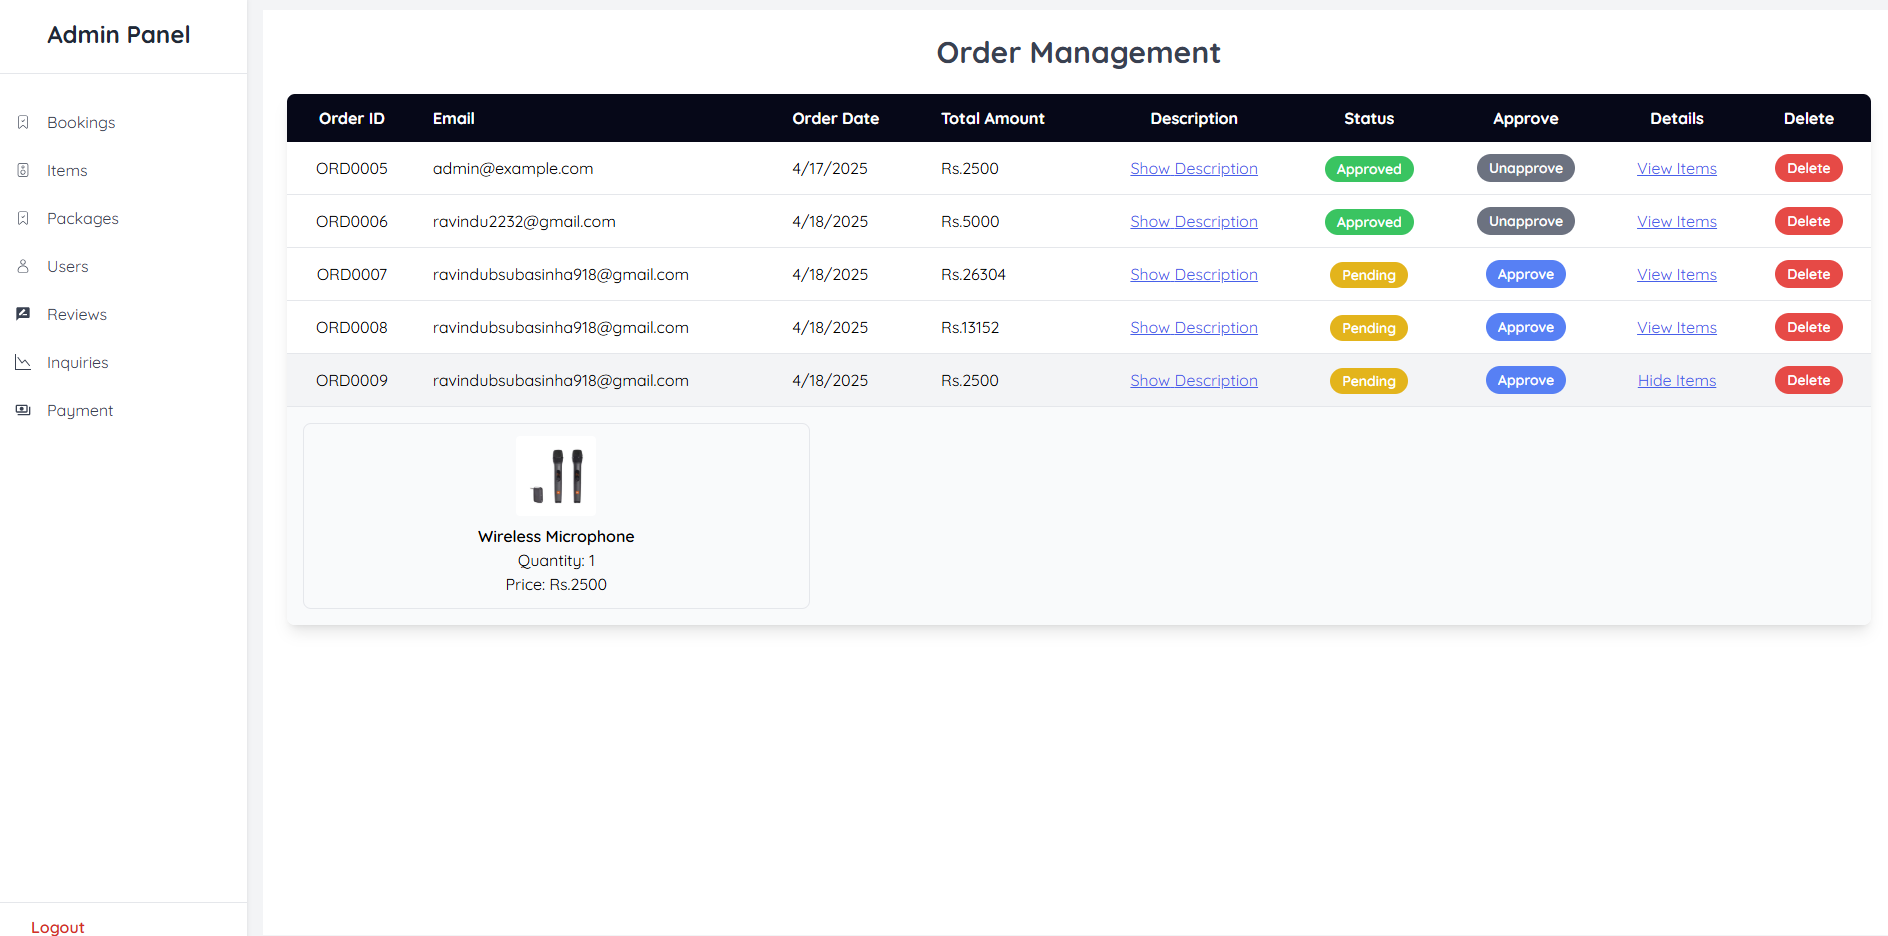 Admin Panel
Bookings
Items
Packages
Users
Reviews
Inquiries
Payment
Logout
Order Management
Order ID Email Order Date Total Amount Description Status Approve Details Delete
ORD0005 admin@example.com 4/17/2025 Rs.2500 Show Description Approved Unapprove View Items Delete
ORD0006 ravindu2232@gmail.com 4/18/2025 Rs.5000 Show Description Approved Unapprove View Items Delete
ORD0007 ravindubsubasinha918@gmail.com 4/18/2025 Rs.26304 Show Description Pending Approve View Items Delete
ORD0008 ravindubsubasinha918@gmail.com 4/18/2025 Rs.13152 Show Description Pending Approve View Items Delete
ORD0009 ravindubsubasinha918@gmail.com 4/18/2025 Rs.2500 Show Description Pending Approve Hide Items Delete
Wireless Microphone
Quantity: 1
Price: Rs.2500